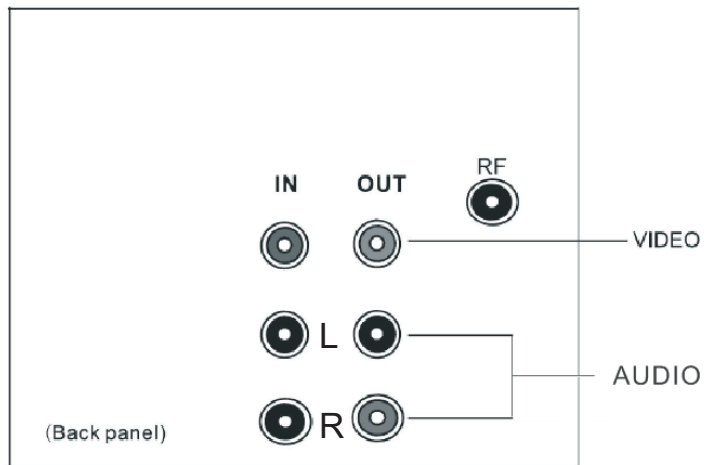 RF
IN OUT
VIDEO
L
AUDIO
R
(Back panel)